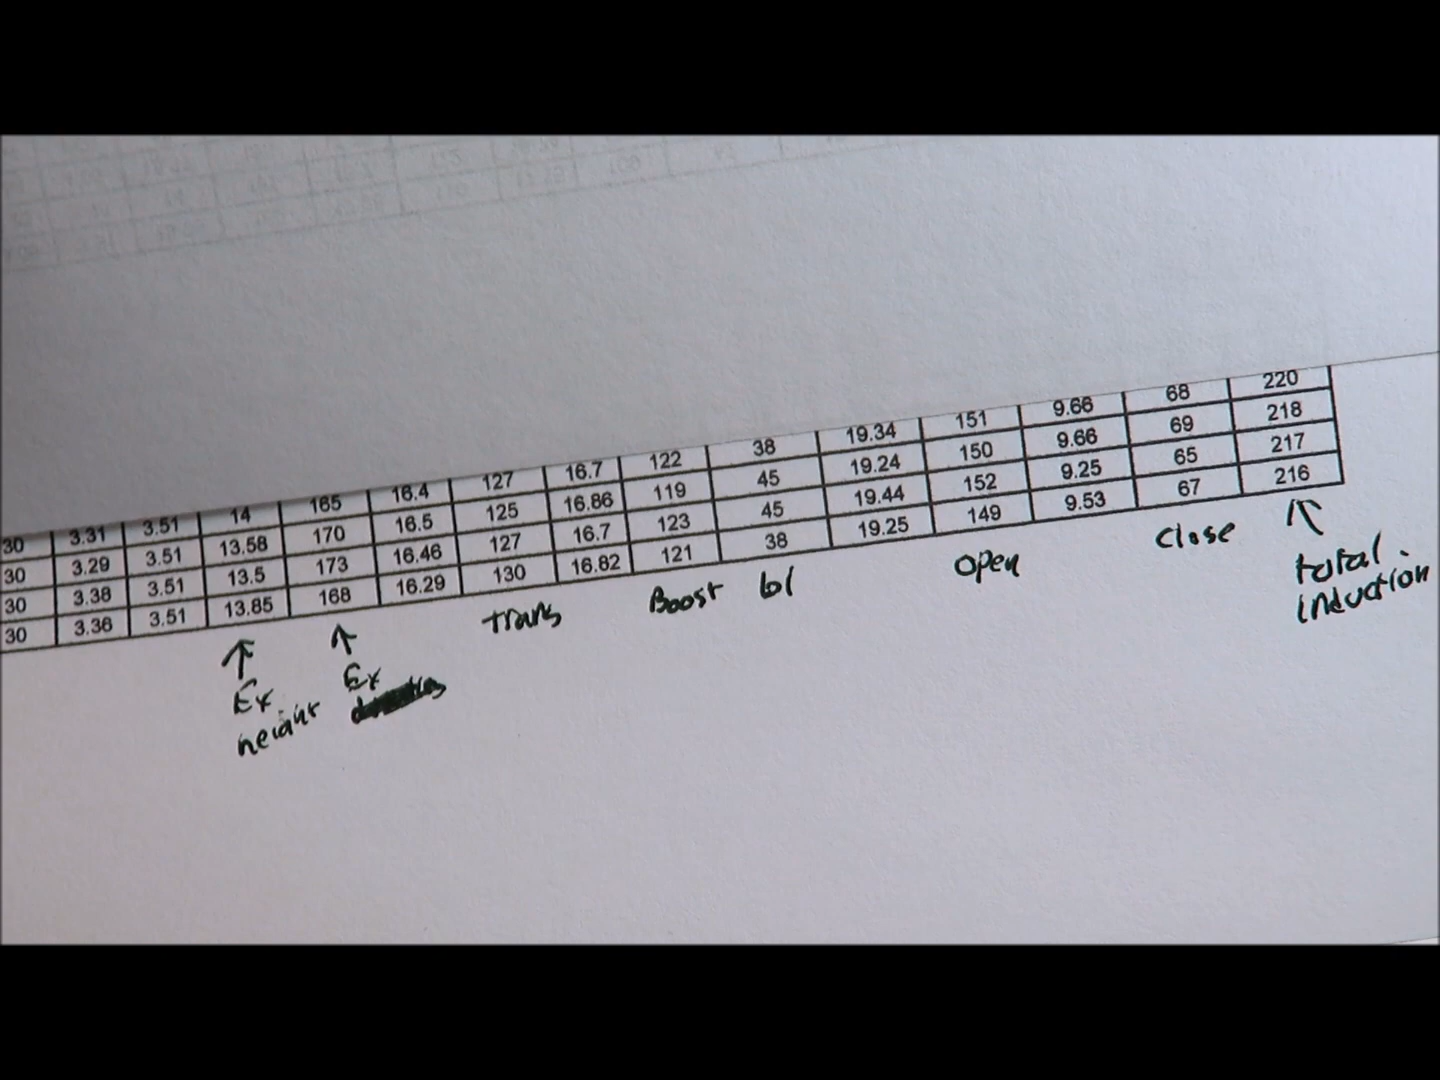 30 3.31 3.51 14 165 16.4 127 16.7 122 38 19.34 151 9.66 68 220
30 3.29 3.51 13.58 170 16.5 125 16.86 119 45 19.24 150 9.66 69 218
30 3.38 3.51 13.5 173 16.46 127 16.7 123 45 19.44 152 9.25 65 217
30 3.36 3.51 13.85 168 16.29 130 16.82 121 38 19.25 149 9.53 67 216
Ex height
Ex
Trans
Boost
bl
open
close
total induction